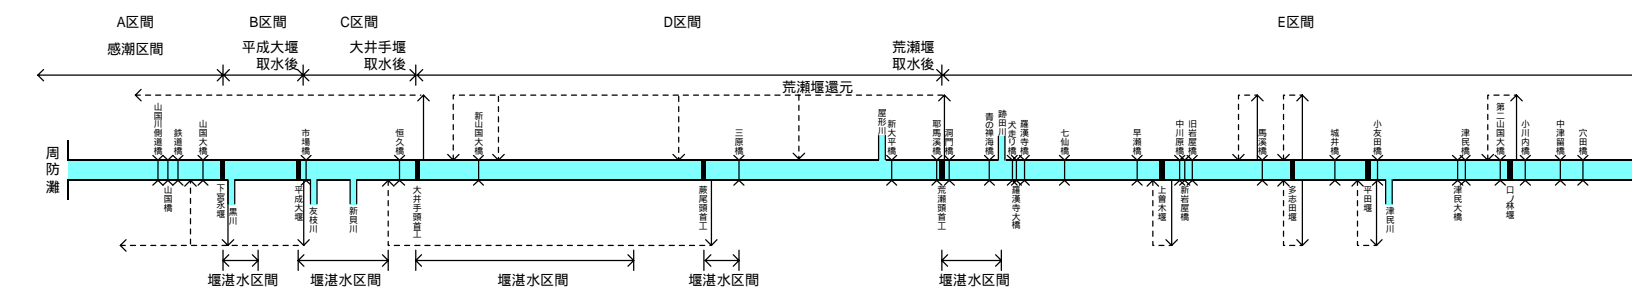 A区間
B区間
C区間
D区間
E区間
感潮区間
平成大堰
取水後
大井手堰
取水後
荒瀬堰
取水後
荒瀬堰還元
周防灘
山国川側道橋
鉄道橋
山国大橋
市場橋
恒久橋
新山国大橋
三原橋
屋形川
新大平橋
耶馬溪橋
洞門橋
青の禅海橋
跡田川
犬走り橋
羅漢寺橋
七仙橋
早瀬橋
中川原橋
旧岩屋橋
馬溪橋
城井橋
小友田橋
津民橋
第二山国大橋
小川内橋
中津留橋
穴田橋
山国橋
下宮永堰
黒川
平成大堰
友枝川
新貝川
大井手頭首工
蕨尾頭首工
荒瀬頭首工
羅漢寺大橋
上曽木堰
新岩屋橋
多志田堰
平田堰
津民川
津民大橋
口ノ林堰
堰湛水区間
堰湛水区間
堰湛水区間
堰湛水区間
堰湛水区間